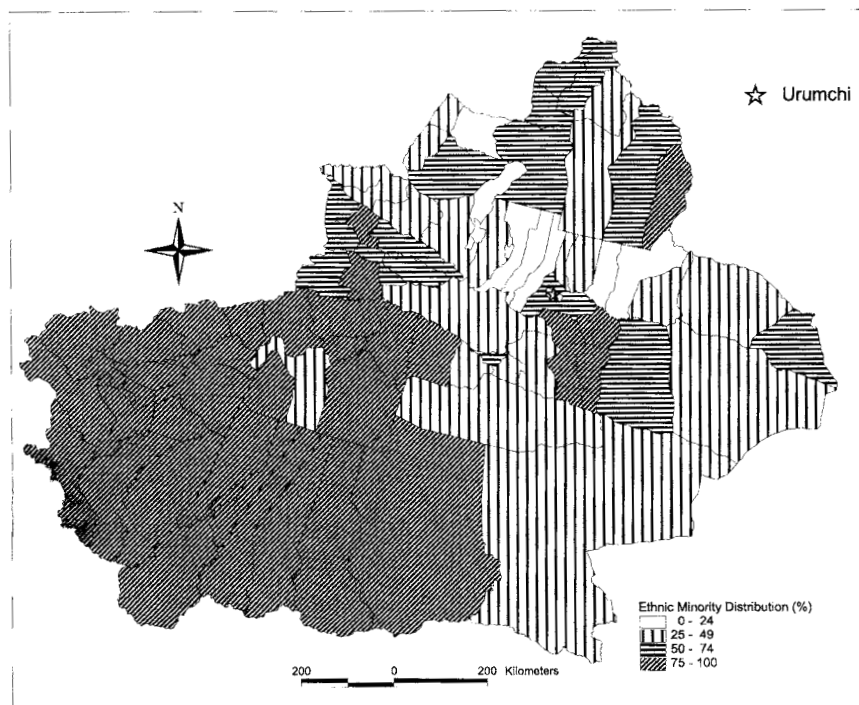 ☆ Urumchi
N
Ethnic Minority Distribution (%)
0 - 24
25 - 49
50 - 74
75 - 100
200 0 200 Kilometers